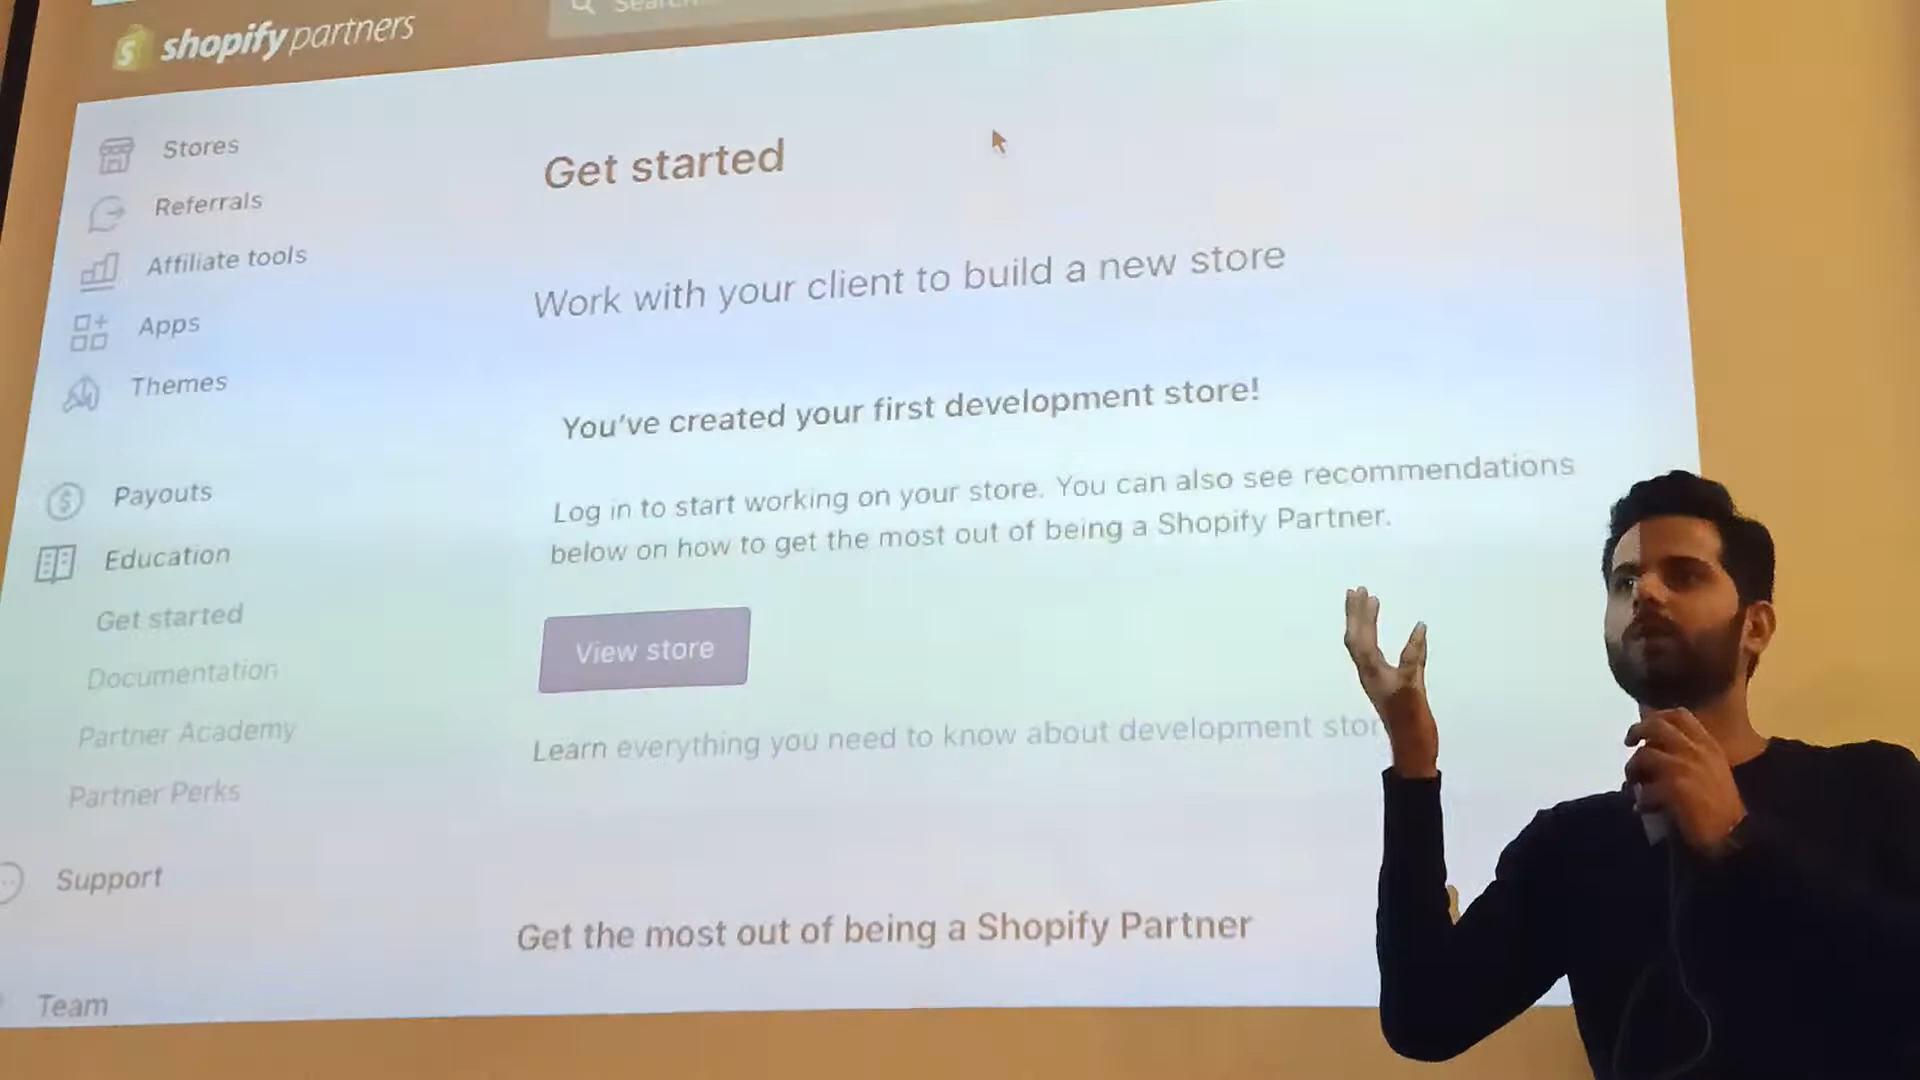 shopify partners
Search
Stores
Referrals
Affiliate tools
Apps
Themes
Payouts
Education
Get started
Documentation
Partner Academy
Partner Perks
Support
Team
Get started
Work with your client to build a new store
You've created your first development store!
Log in to start working on your store. You can also see recommendations
below on how to get the most out of being a Shopify Partner.
View store
Learn everything you need to know about development stor
Get the most out of being a Shopify Partner